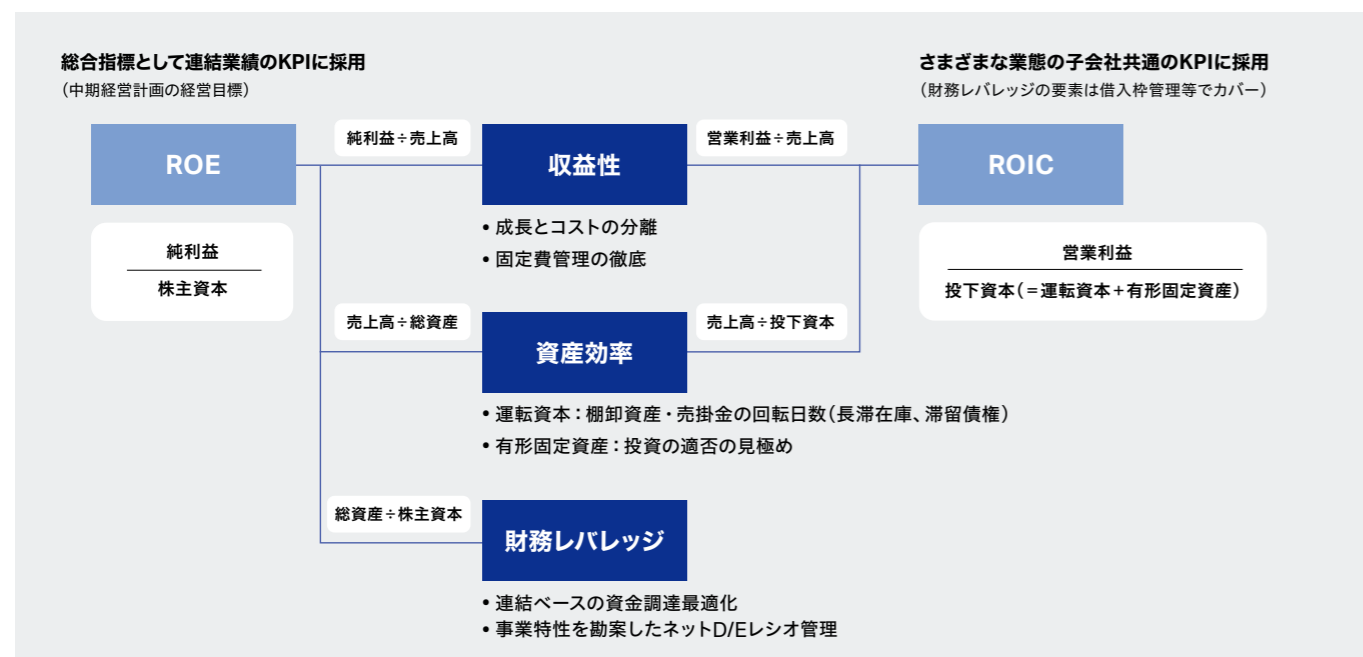 総合指標として連結業績のKPIに採用
（中期経営計画の経営目標）
さまざまな業態の子会社共通のKPIに採用
（財務レバレッジの要素は借入枠管理等でカバー）
ROE
純利益÷売上高
収益性
営業利益÷売上高
ROIC
純利益
株主資本
• 成長とコストの分離
• 固定費管理の徹底
営業利益
投下資本（＝運転資本＋有形固定資産）
売上高÷総資産
資産効率
売上高÷投下資本
• 運転資本：棚卸資産・売掛金の回転日数（長滞在庫、滞留債権）
• 有形固定資産：投資の適否の見極め
総資産÷株主資本
財務レバレッジ
• 連結ベースの資金調達最適化
• 事業特性を勘案したネットD/Eレシオ管理